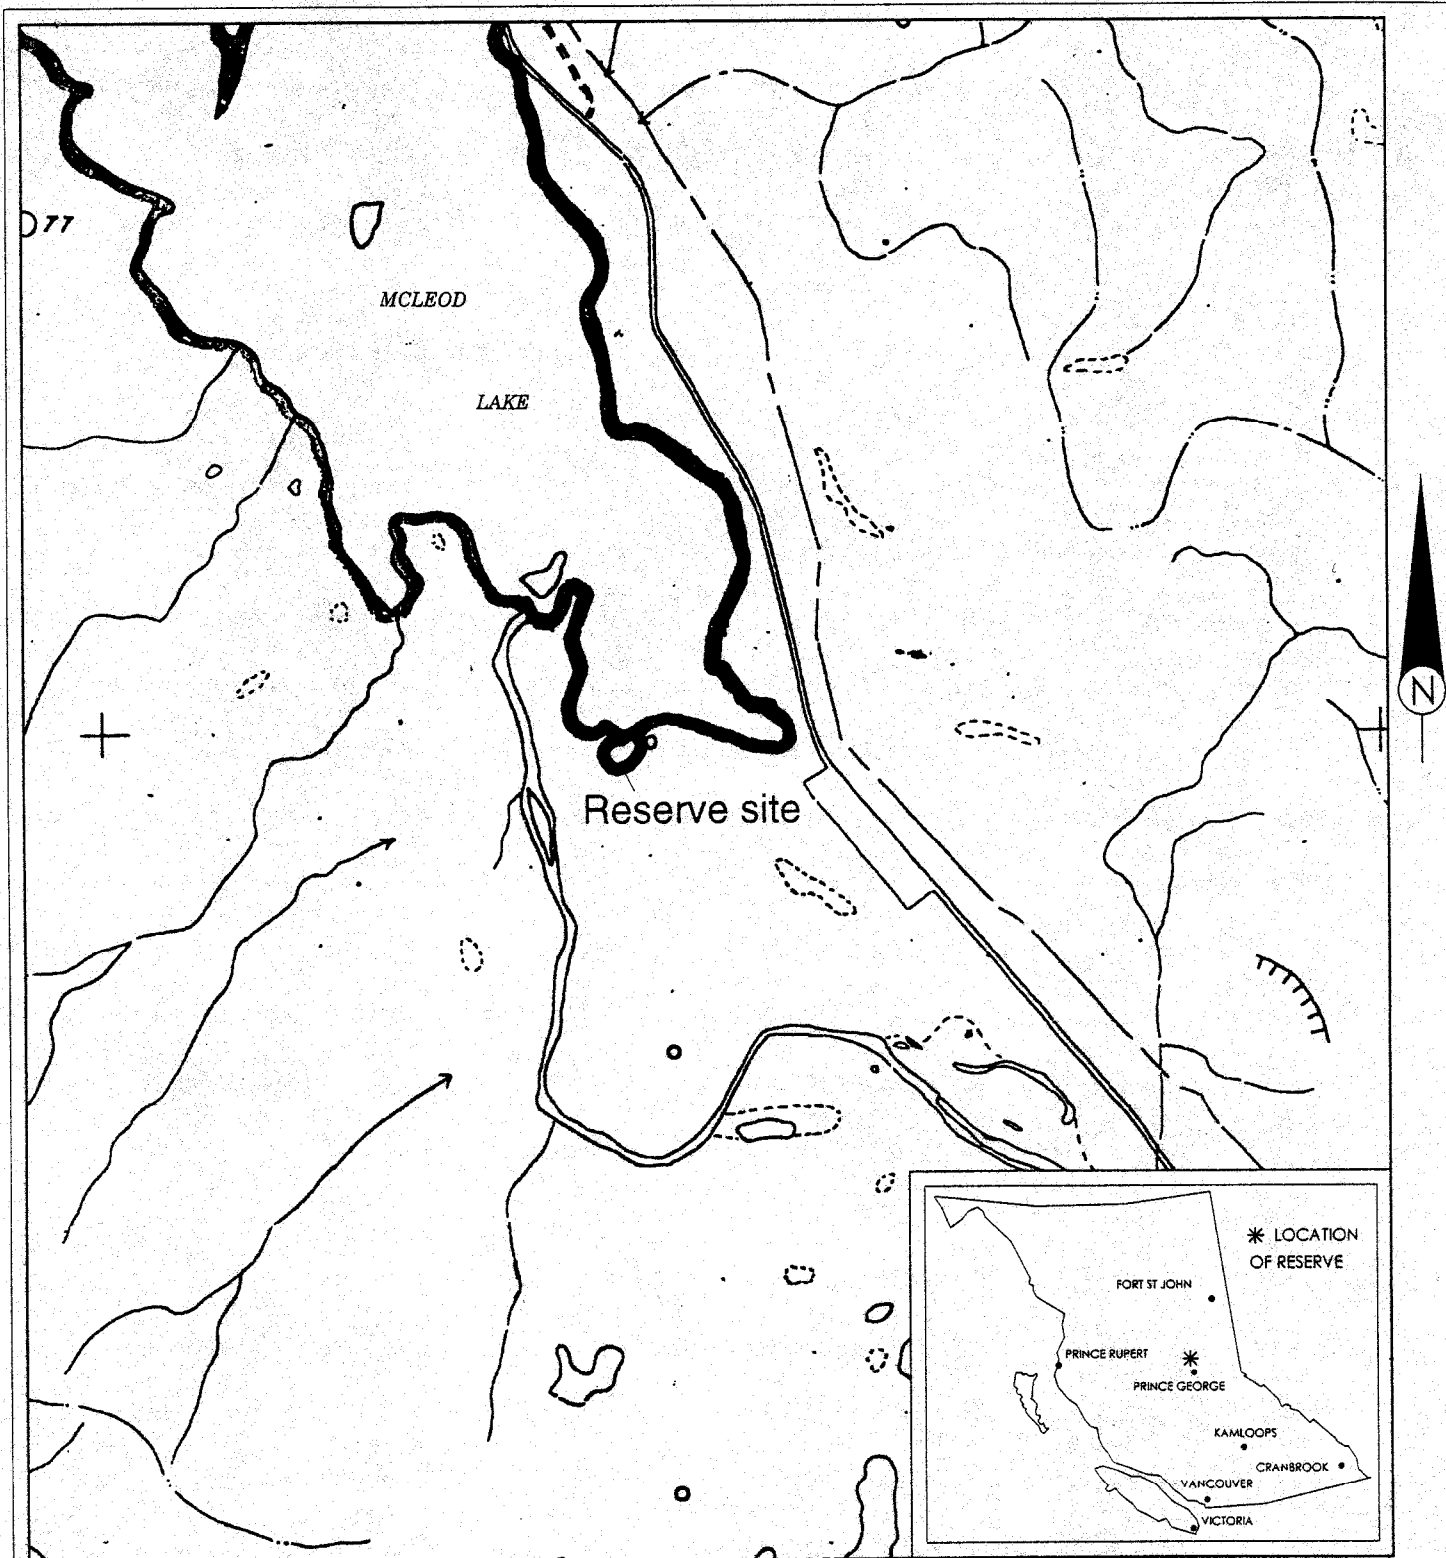 77
MCLEOD
LAKE
N
Reserve site
✳ LOCATION
OF RESERVE
FORT ST JOHN
PRINCE RUPERT
PRINCE GEORGE
KAMLOOPS
CRANBROOK
VANCOUVER
VICTORIA